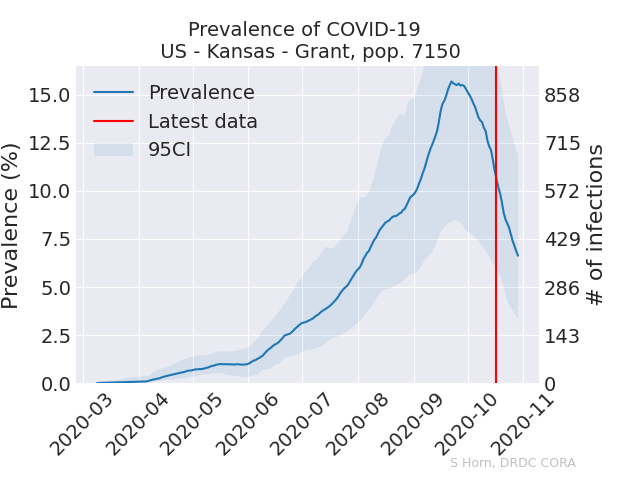 Prevalence of COVID-19
US - Kansas - Grant, pop. 7150
Prevalence
Latest data
95CI
Prevalence (%)
15.0
12.5
10.0
7.5
5.0
2.5
0.0
858
715
572
429
286
143
0
# of infections
2020-03
2020-04
2020-05
2020-06
2020-07
2020-08
2020-09
2020-10
2020-11
S Horn, DRDC CORA